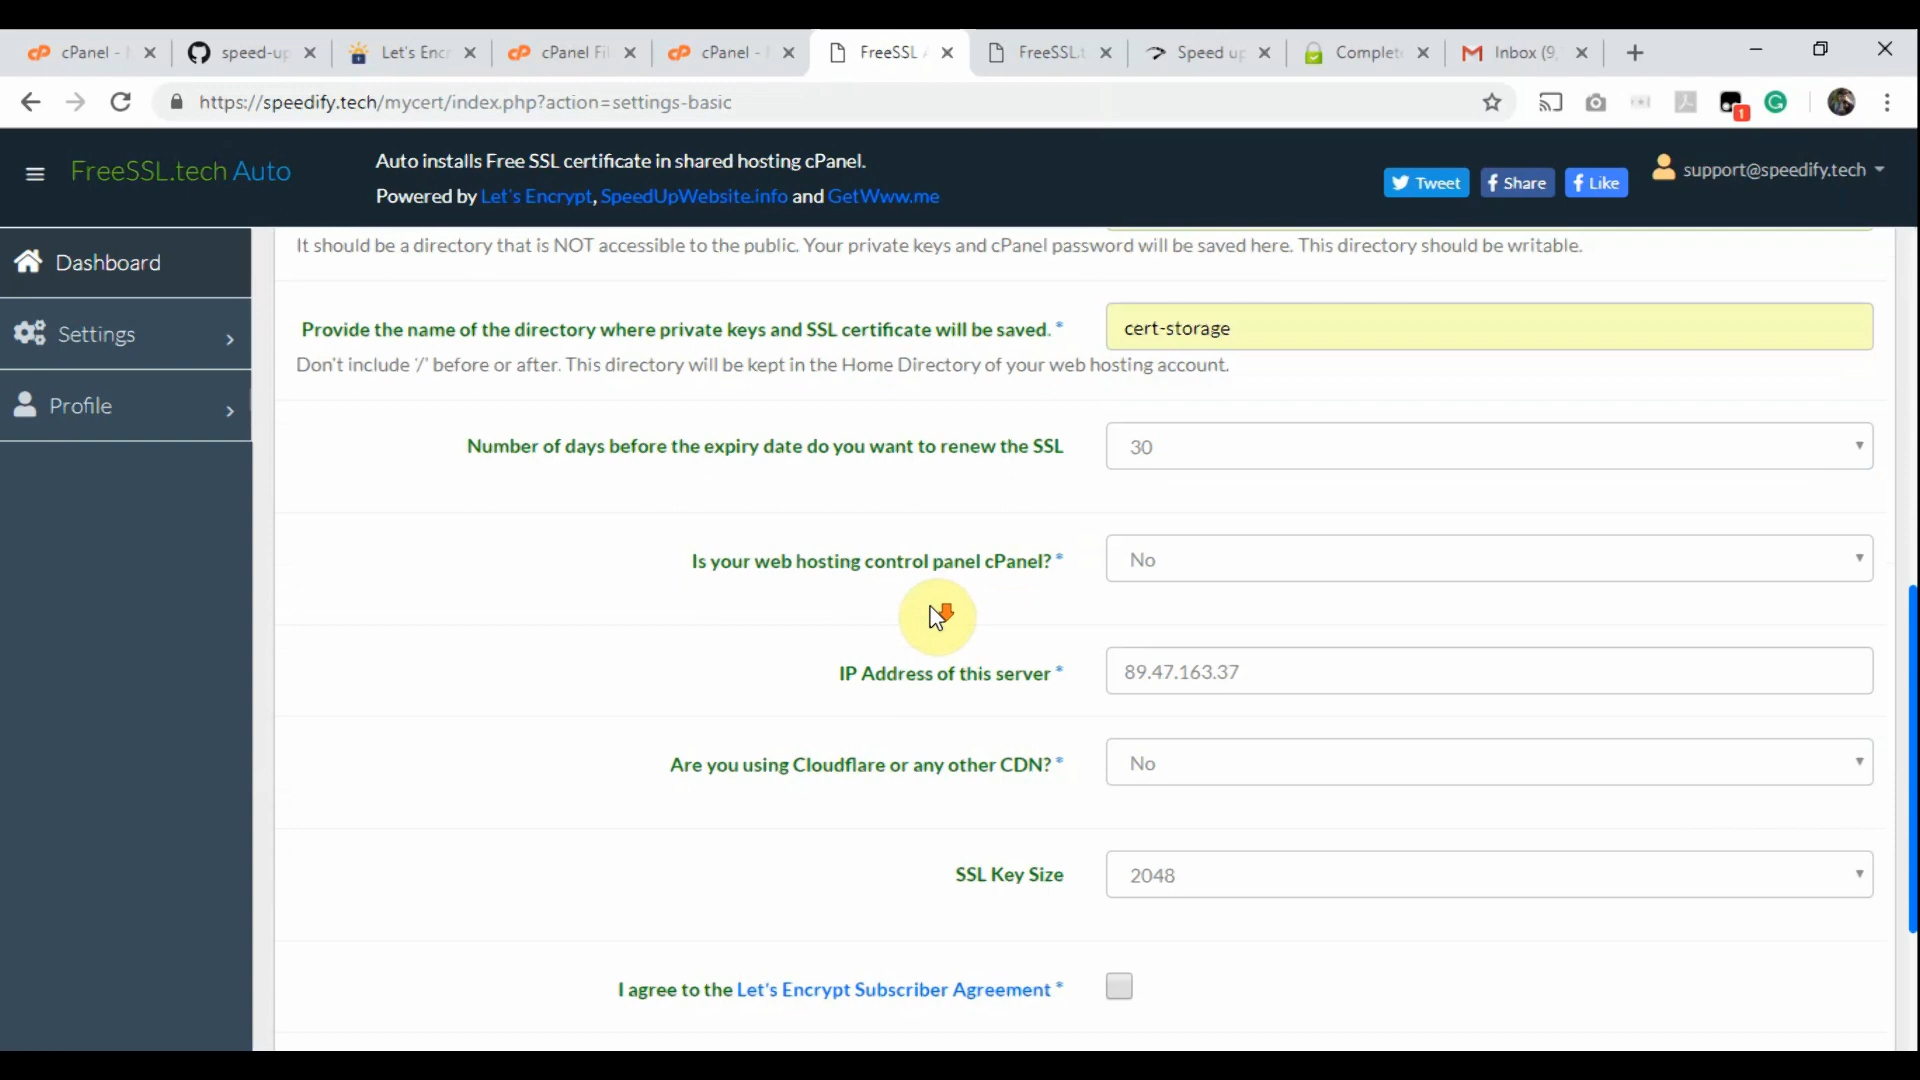 cPanel -
speed-up
Let's Encr
cPanel Fil
cPanel -
FreeSSL
FreeSSL.t
Speed up
Complet
Inbox (9,
https://speedify.tech/mycert/index.php?action=settings-basic
1
FreeSSL.tech Auto
Auto installs Free SSL certificate in shared hosting cPanel.
Powered by Let's Encrypt, SpeedUpWebsite.info and GetWww.me
Tweet
Share
Like
support@speedify.tech
Dashboard
Settings
Profile
It should be a directory that is NOT accessible to the public. Your private keys and cPanel password will be saved here. This directory should be writable.
Provide the name of the directory where private keys and SSL certificate will be saved. *
cert-storage
Don't include '/' before or after. This directory will be kept in the Home Directory of your web hosting account.
Number of days before the expiry date do you want to renew the SSL
30
Is your web hosting control panel cPanel? *
No
IP Address of this server *
89.47.163.37
Are you using Cloudflare or any other CDN? *
No
SSL Key Size
2048
I agree to the Let's Encrypt Subscriber Agreement *